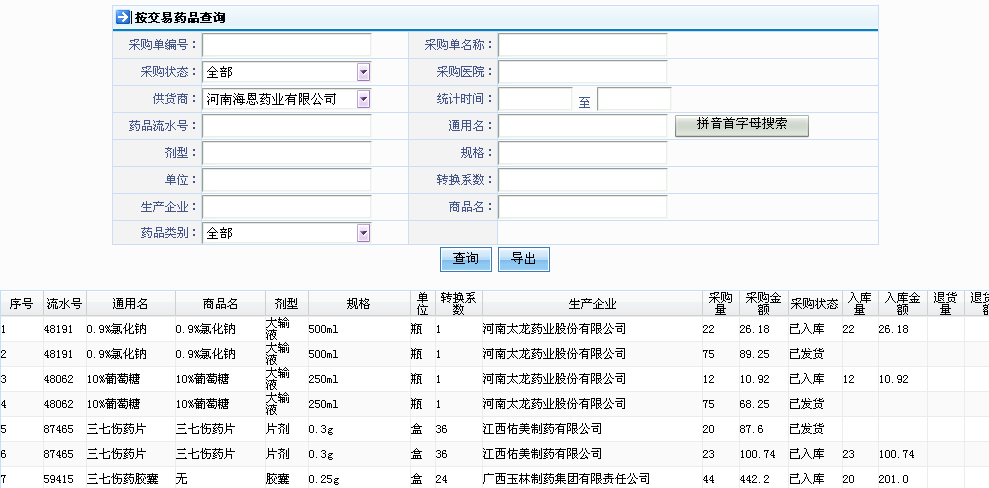 按交易药品查询
采购单编号： 采购单名称：
采购状态： 全部 采购医院：
供货商： 河南海恩药业有限公司 统计时间： 至
药品流水号： 通用名： 拼音首字母搜索
剂型： 规格：
单位： 转换系数：
生产企业： 商品名：
药品类别： 全部
查询 导出
序号 流水号 通用名 商品名 剂型 规格 单位 转换系数 生产企业 采购量 采购金额 采购状态 入库量 入库金额 退货量
1 48191 0.9%氯化钠 0.9%氯化钠 大输液 500ml 瓶 1 河南太龙药业股份有限公司 22 26.18 已入库 22 26.18
2 48191 0.9%氯化钠 0.9%氯化钠 大输液 500ml 瓶 1 河南太龙药业股份有限公司 75 89.25 已发货
3 48062 10%葡萄糖 10%葡萄糖 大输液 250ml 瓶 1 河南太龙药业股份有限公司 12 10.92 已入库 12 10.92
4 48062 10%葡萄糖 10%葡萄糖 大输液 250ml 瓶 1 河南太龙药业股份有限公司 75 68.25 已发货
5 87465 三七伤药片 三七伤药片 片剂 0.3g 盒 36 江西佑美制药有限公司 20 87.6 已发货
6 87465 三七伤药片 三七伤药片 片剂 0.3g 盒 36 江西佑美制药有限公司 23 100.74 已入库 23 100.74
7 59415 三七伤药胶囊 无 胶囊 0.25g 盒 24 广西玉林制药集团有限责任公司 44 442.2 已入库 20 201.0